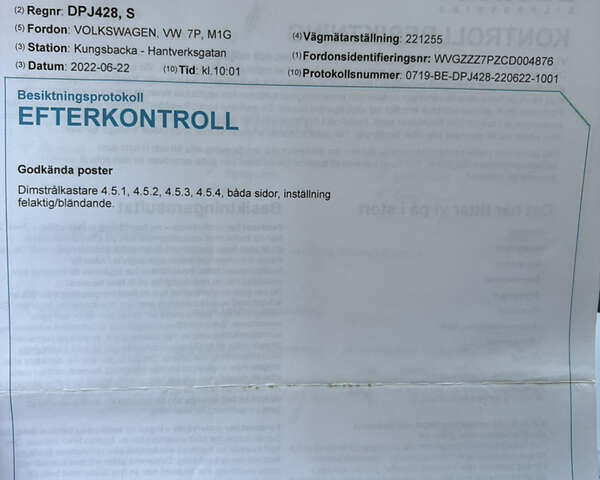 (2) Regnr: DPJ428, S
(5) Fordon: VOLKSWAGEN, VW 7P, M1G
(4) Vägmätarställning: 221255
(3) Station: Kungsbacka - Hantverksgatan
(1) Fordonsidentifieringsnr: WVGZZZ7PZCD004876
(3) Datum: 2022-06-22 (10) Tid: kl.10:01
(10) Protokollsnummer: 0719-BE-DPJ428-220622-1001
Besiktningsprotokoll
EFTERKONTROLL
Godkända poster
Dimstrålkastare 4.5.1, 4.5.2, 4.5.3, 4.5.4, båda sidor, inställning
felaktig/bländande.